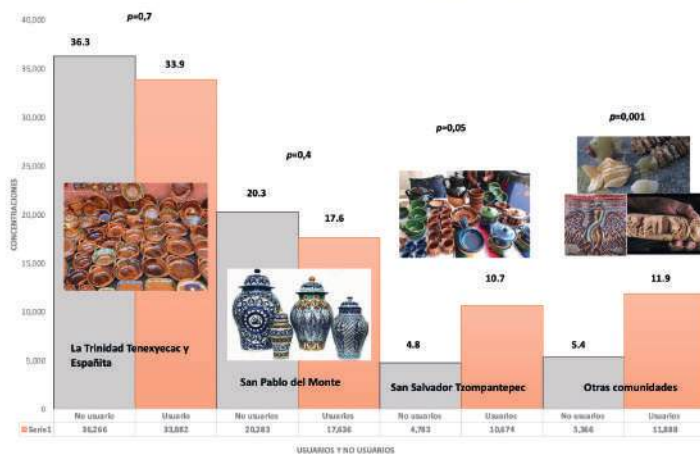 40,000
35,000
30,000
25,000
20,000
15,000
10,000
5,000
0
CONCENTRACIONES
p=0,7
36.3
33.9
La Trinidad Tenexyecac y
Españita
p=0,4
20.3
17.6
San Pablo del Monte
p=0,05
4.8
10.7
San Salvador Tzompantepec
p=0,001
5.4
11.9
Otras comunidades
No usuario Usuario No usuario Usuarios No usuarios Usuarios No usuarios Usuarios
Serie1 36,266 33,882 20,283 17,636 4,783 10,674 5,366 11,888
USUARIOS Y NO USUARIOS